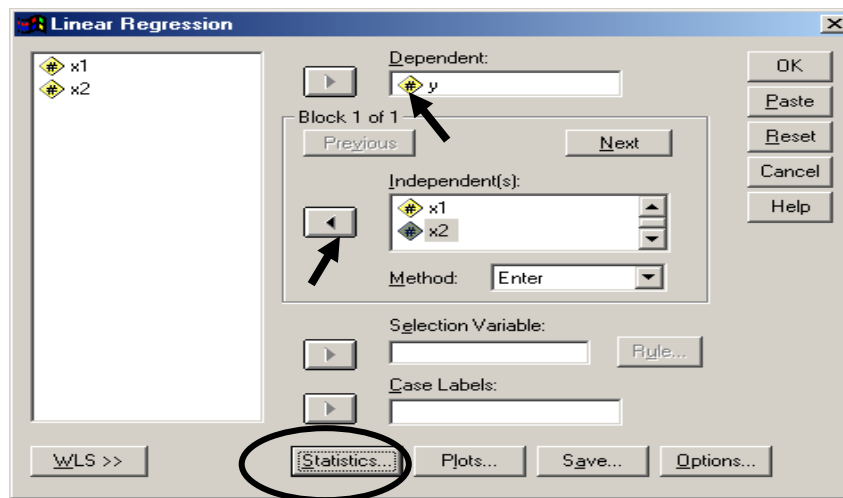 Linear Regression
x1
x2
Dependent:
# y
Block 1 of 1
Previous
Next
Independent(s):
# x1
# x2
Method: Enter
Selection Variable:
Rule...
Case Labels:
OK
Paste
Reset
Cancel
Help
WLS >>
Statistics...
Plots...
Save...
Options...